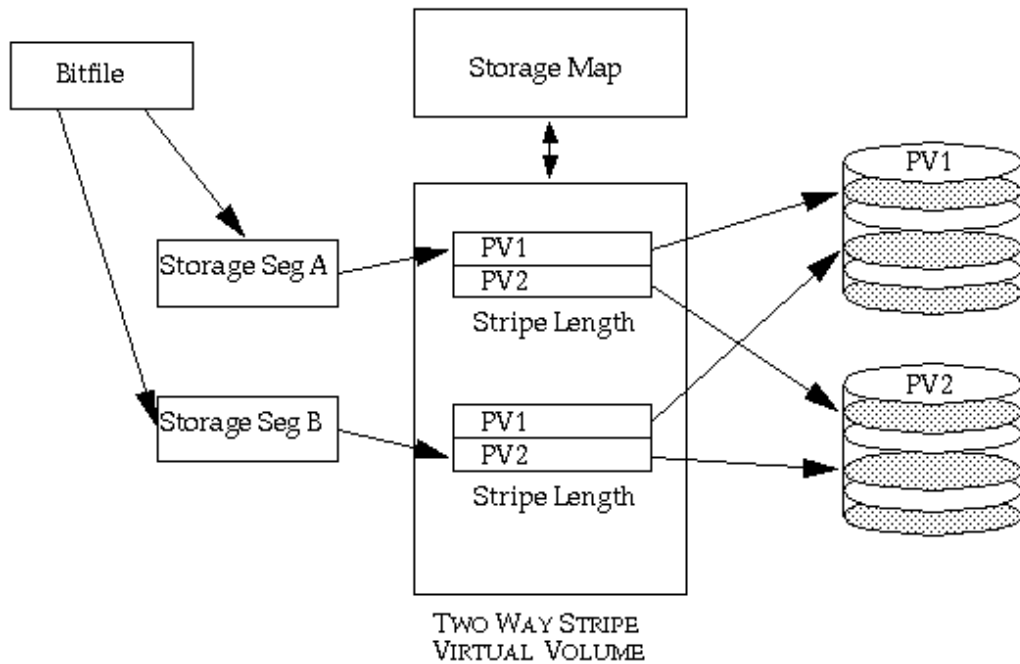 Bitfile
Storage Map
PV1
Storage Seg A
PV1
PV2
Stripe Length
PV2
Storage Seg B
PV1
PV2
Stripe Length
TWO WAY STRIPE
VIRTUAL VOLUME